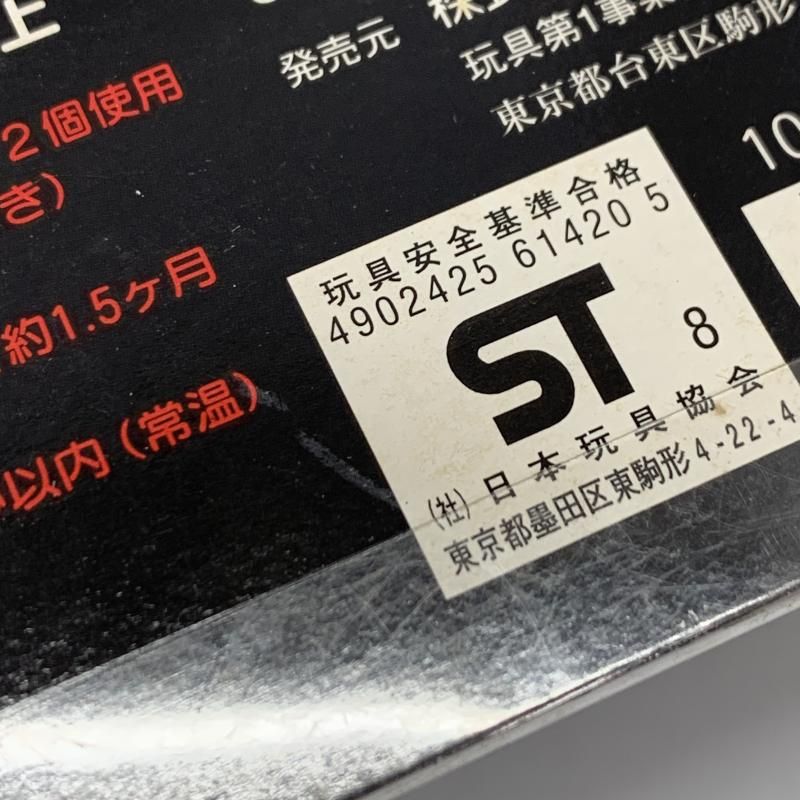 上
発売元 株式
玩具第1事業
東京都台東区駒形
2個使用
き)
約1.5ヶ月
以内(常温)
10
玩具安全基準合格
4902425 61420 5
ST 8
(社)日本玩具協会
東京都墨田区東駒形4-22-4